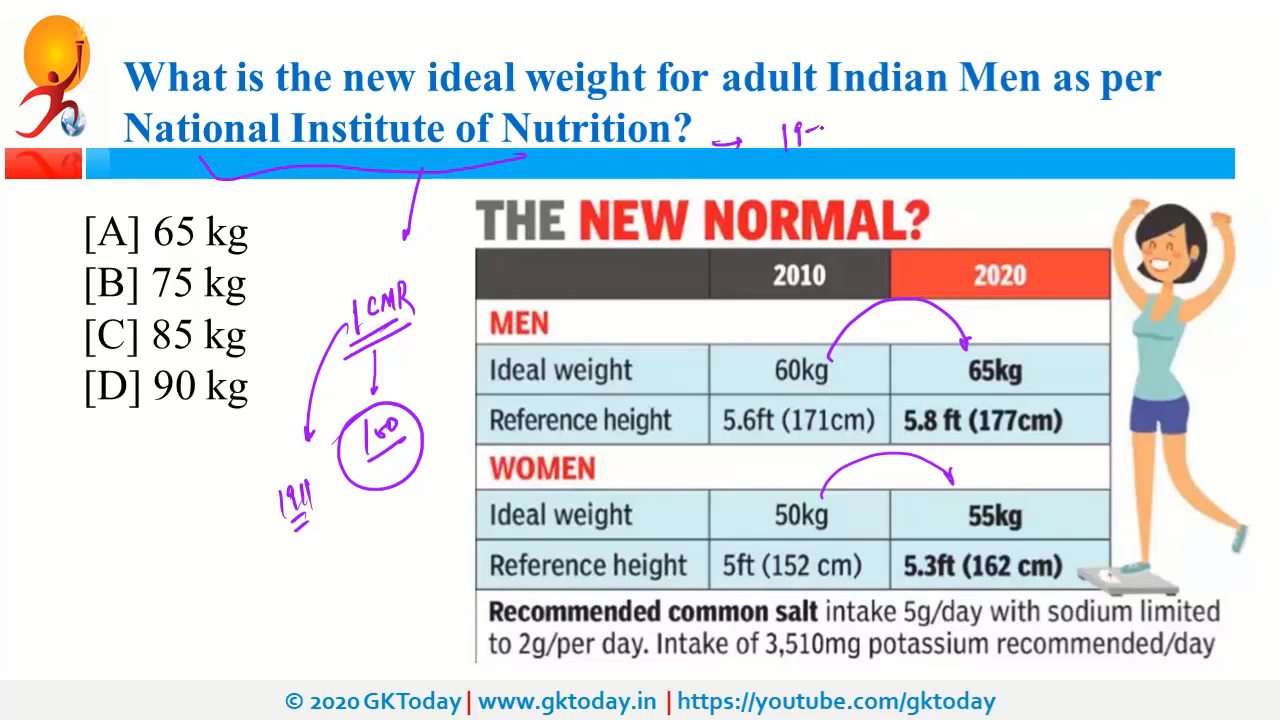 What is the new ideal weight for adult Indian Men as per
National Institute of Nutrition?
[A] 65 kg
[B] 75 kg
[C] 85 kg
[D] 90 kg
ICMR
1911
THE NEW NORMAL?
2010 2020
MEN
Ideal weight 60kg 65kg
Reference height 5.6ft (171cm) 5.8 ft (177cm)
WOMEN
Ideal weight 50kg 55kg
Reference height 5ft (152 cm) 5.3ft (162 cm)
Recommended common salt intake 5g/day with sodium limited
to 2g/per day. Intake of 3,510mg potassium recommended/day
© 2020 GKToday | www.gktoday.in | https://youtube.com/gktoday